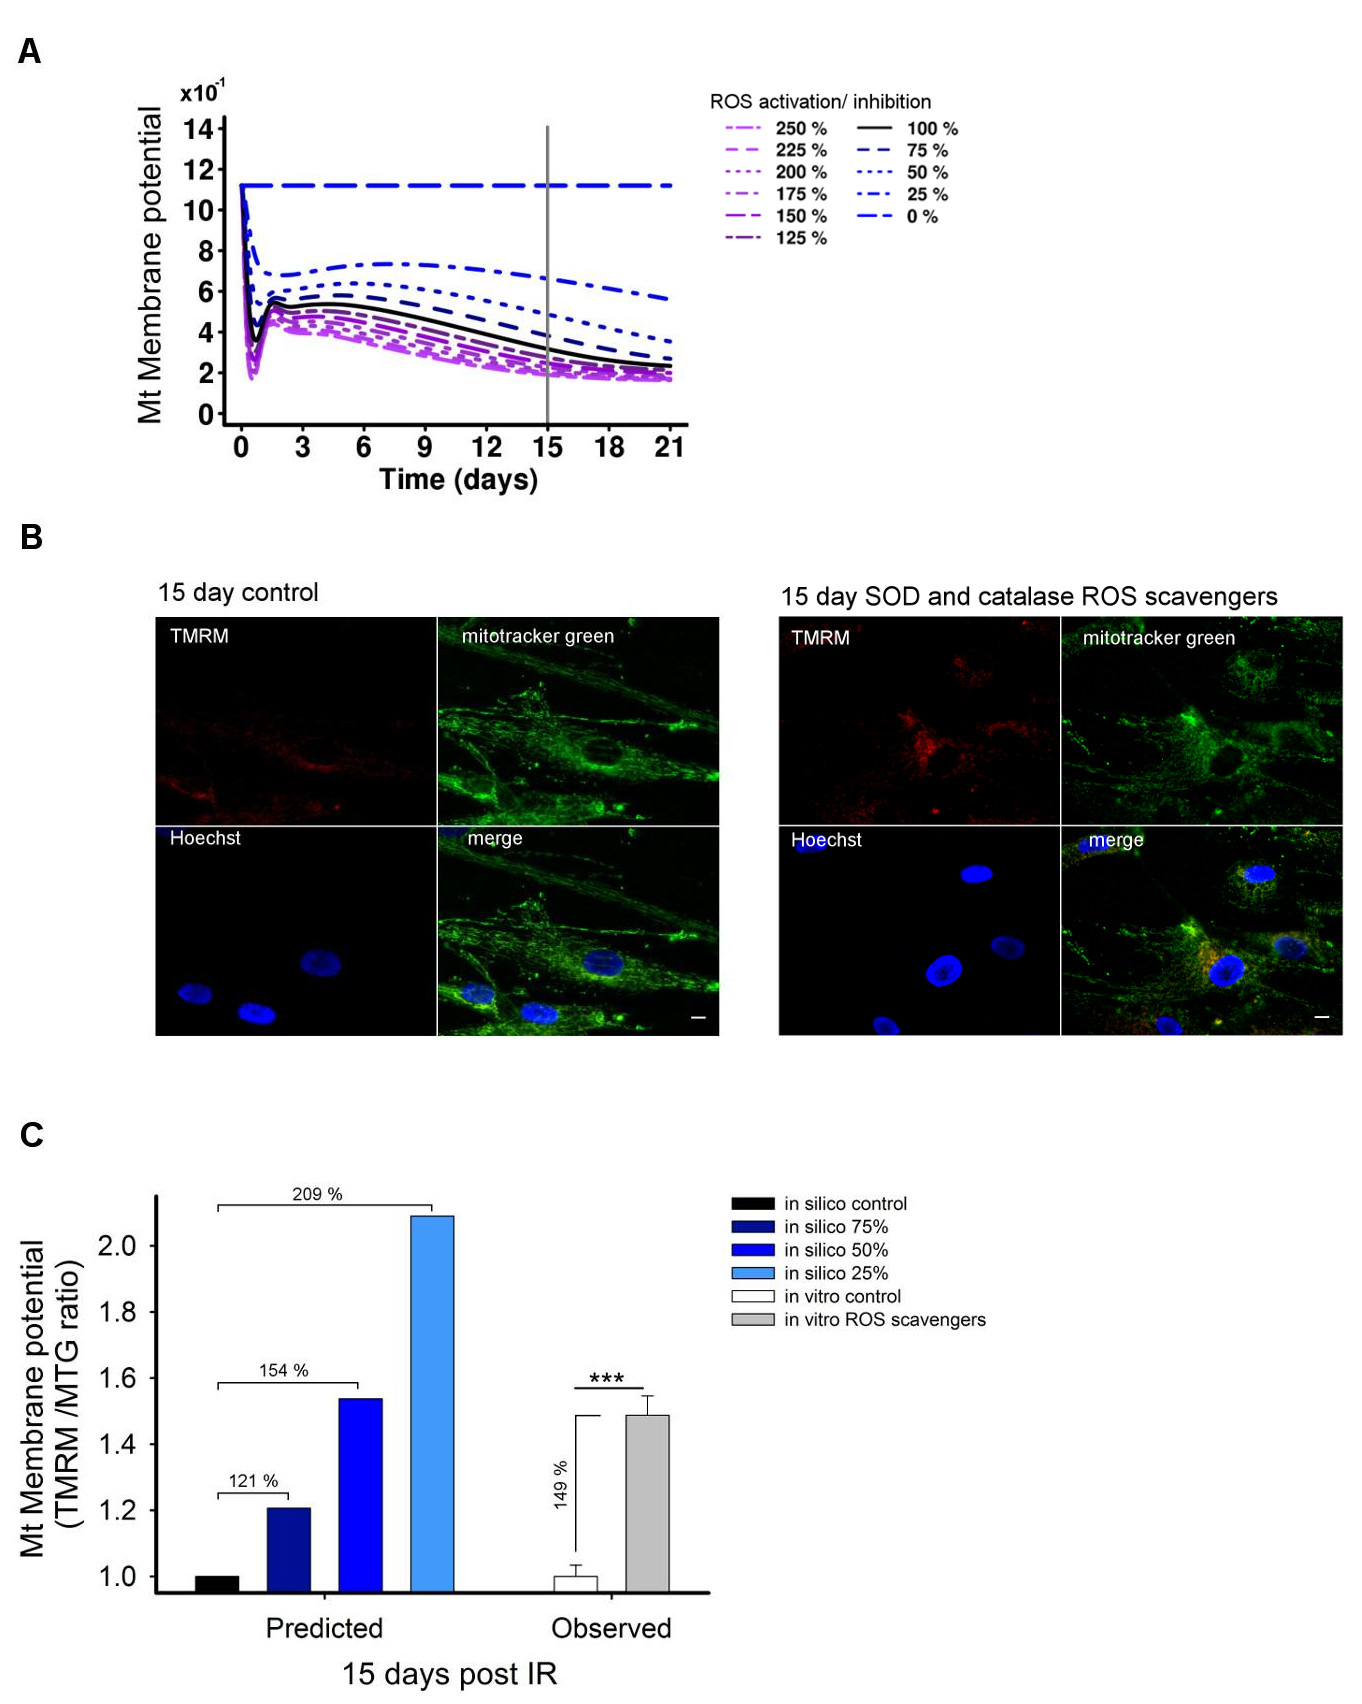 A
x10-1
Mt Membrane potential
14
12
10
8
6
4
2
0
0 3 6 9 12 15 18 21
Time (days)
ROS activation/ inhibition
250 % 100 %
225 % 75 %
200 % 50 %
175 % 25 %
150 % 0 %
125 %
B
15 day control
TMRM mitotracker green
Hoechst merge
15 day SOD and catalase ROS scavengers
TMRM mitotracker green
Hoechst merge
C
Mt Membrane potential
(TMRM /MTG ratio)
2.0
1.8
1.6
1.4
1.2
1.0
209 %
154 %
121 %
***
149 %
Predicted Observed
15 days post IR
in silico control
in silico 75%
in silico 50%
in silico 25%
in vitro control
in vitro ROS scavengers